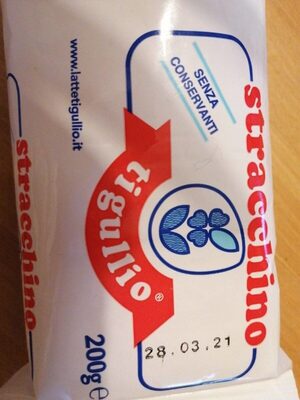 stracchino
SENZA
CONSERVANTI
tigullio®
28.03.21
200g e
www.lattetigullio.it
stracchino